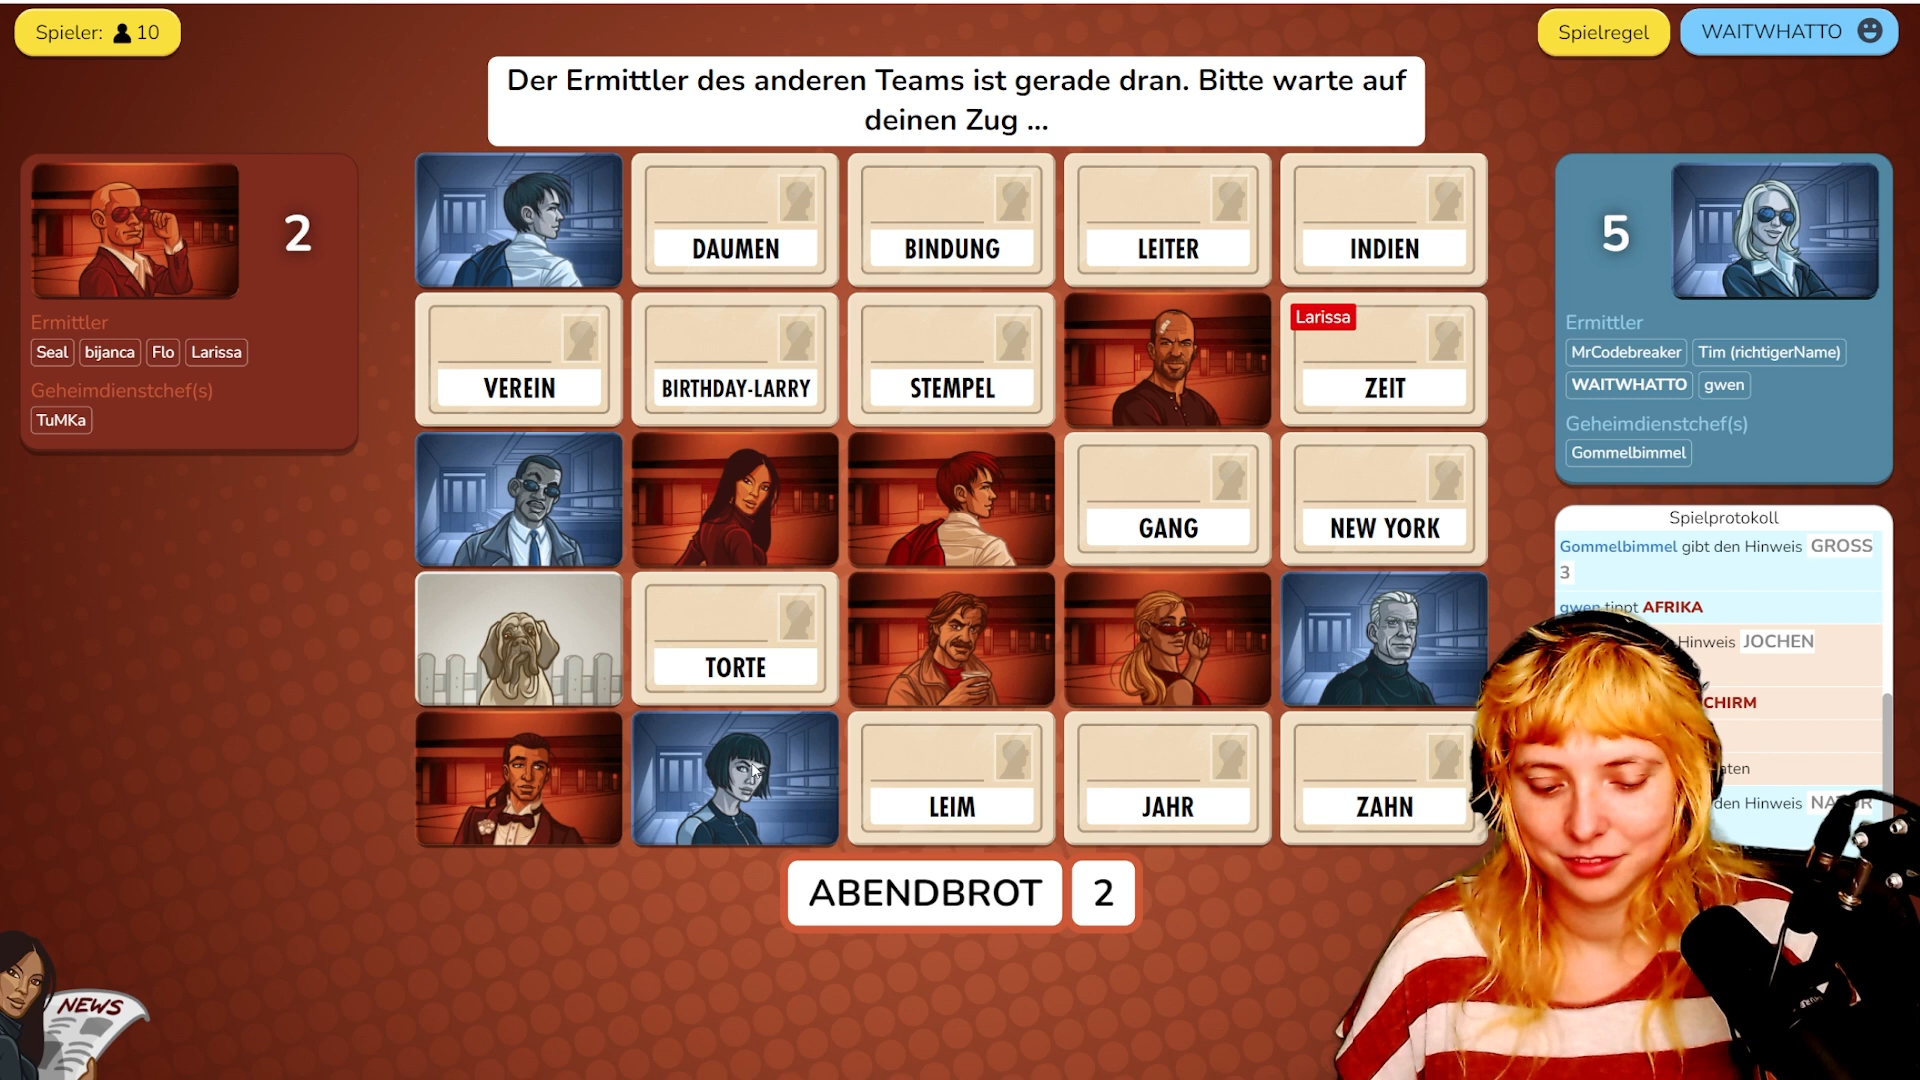 Spieler: 10
Spielregel
WAITWHATTO
Der Ermittler des anderen Teams ist gerade dran. Bitte warte auf
deinen Zug ...
2
Ermittler
Seal bijanca Flo Larissa
Geheimdienstchef(s)
TuMKa
DAUMEN
BINDUNG
LEITER
INDIEN
VEREIN
BIRTHDAY-LARRY
STEMPEL
Larissa
ZEIT
GANG
NEW YORK
TORTE
LEIM
JAHR
ZAHN
ABENDBROT 2
5
Ermittler
MrCodebreaker Tim (richtigerName)
WAITWHATTO gwen
Geheimdienstchef(s)
Gommelbimmel
Spielprotokoll
Gommelbimmel gibt den Hinweis GROSS
3
gwen tippt AFRIKA
Hinweis JOCHEN
CHIRM
aten
den Hinweis
NEWS